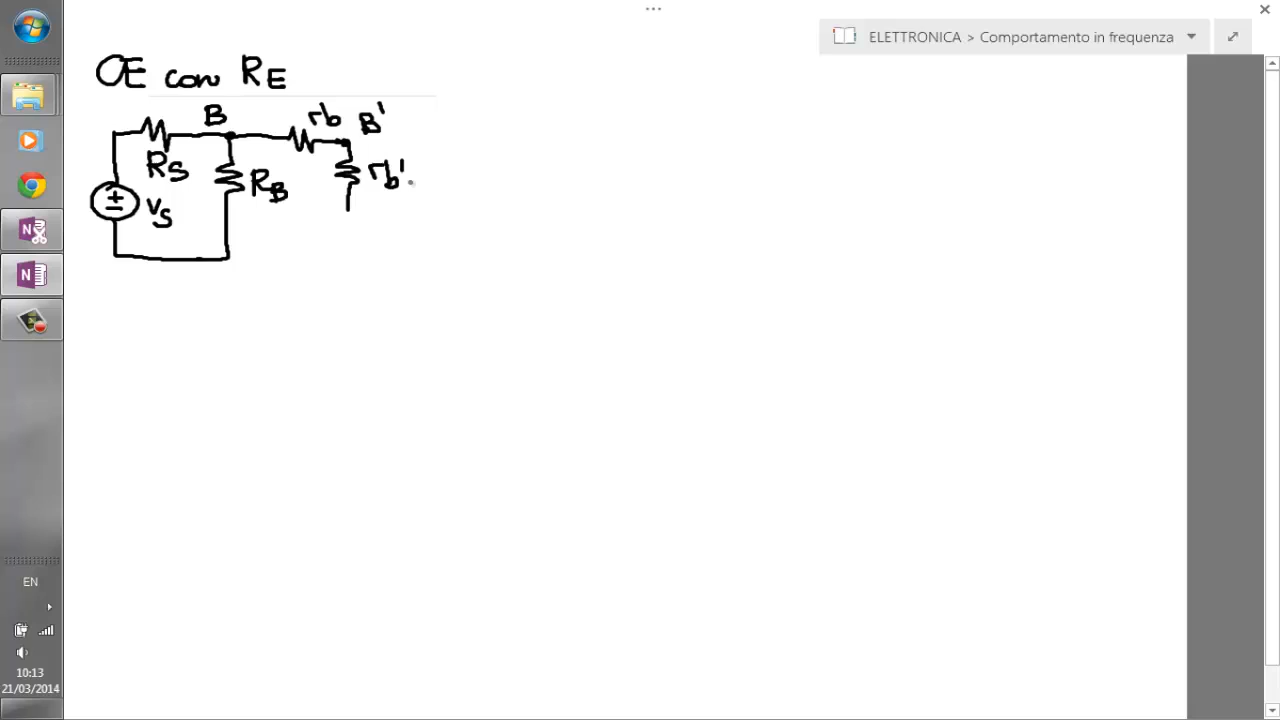 ELETTRONICA > Comportamento in frequenza
CE con RE
B rb B'
RS RB rb'
vs
EN
10:13
21/03/2014